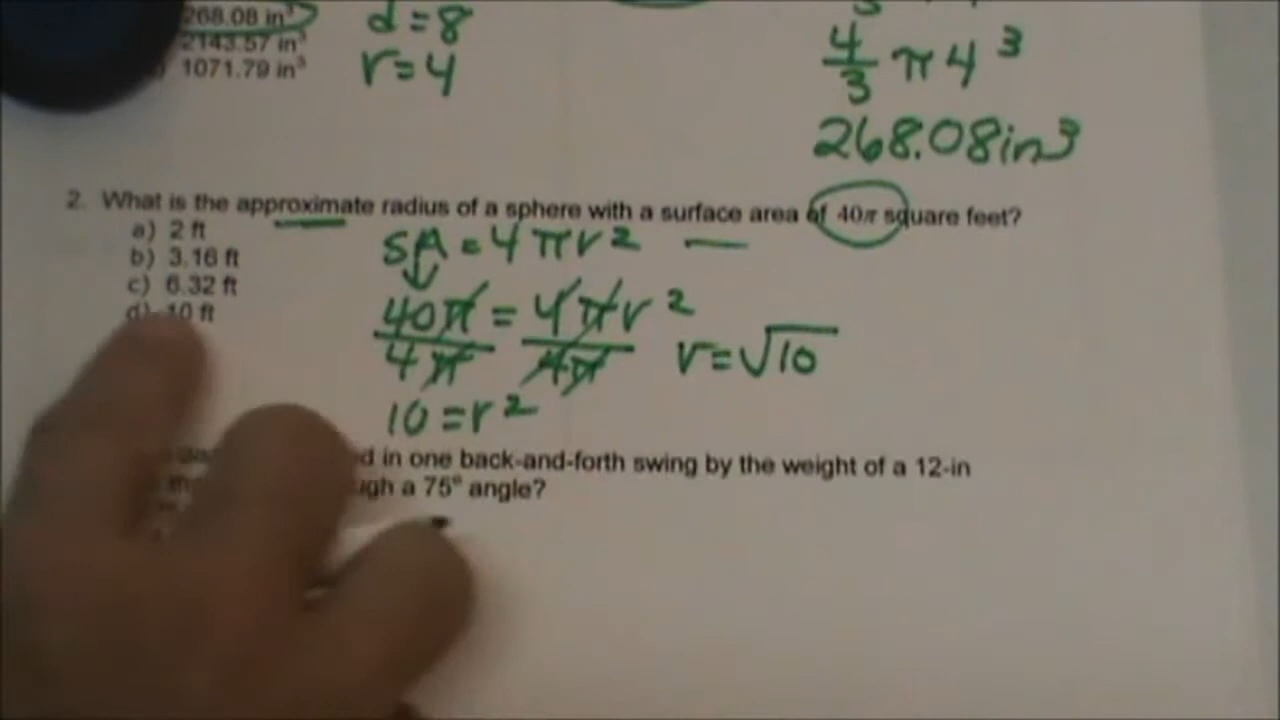 268.08 in³
2143.57 in³
1071.79 in³
d = 8
r = 4
4/3 π 4³
268.08in3
2. What is the approximate radius of a sphere with a surface area of 40π square feet?
a) 2 ft
b) 3.16 ft
c) 6.32 ft
d) 10 ft
SA = 4πr²
40π = 4πr²
4π 4π
r = √10
10 = r²
in one back-and-forth swing by the weight of a 12-in
a 75° angle?